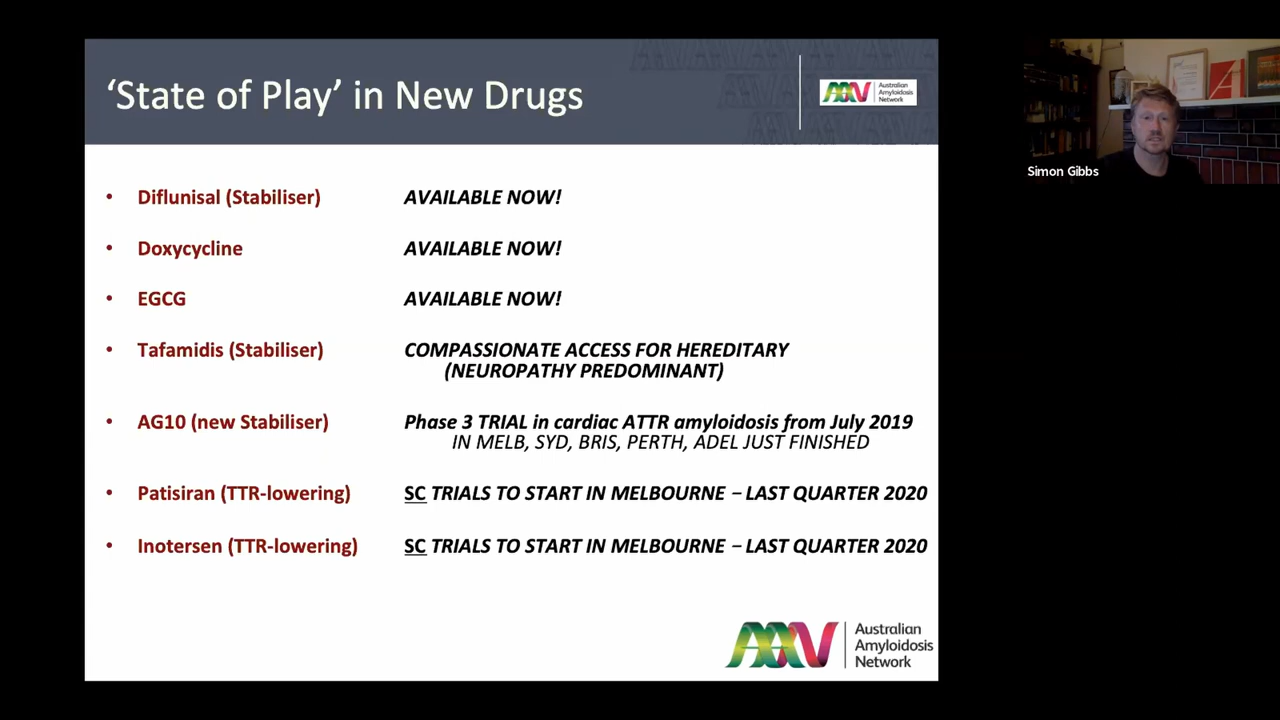 ‘State of Play’ in New Drugs
AAN Australian
Amyloidosis
Network
Simon Gibbs
• Diflunisal (Stabiliser) AVAILABLE NOW!
• Doxycycline AVAILABLE NOW!
• EGCG AVAILABLE NOW!
• Tafamidis (Stabiliser) COMPASSIONATE ACCESS FOR HEREDITARY
(NEUROPATHY PREDOMINANT)
• AG10 (new Stabiliser) Phase 3 TRIAL in cardiac ATTR amyloidosis from July 2019
IN MELB, SYD, BRIS, PERTH, ADEL JUST FINISHED
• Patisiran (TTR-lowering) SC TRIALS TO START IN MELBOURNE – LAST QUARTER 2020
• Inotersen (TTR-lowering) SC TRIALS TO START IN MELBOURNE – LAST QUARTER 2020
AAN Australian
Amyloidosis
Network